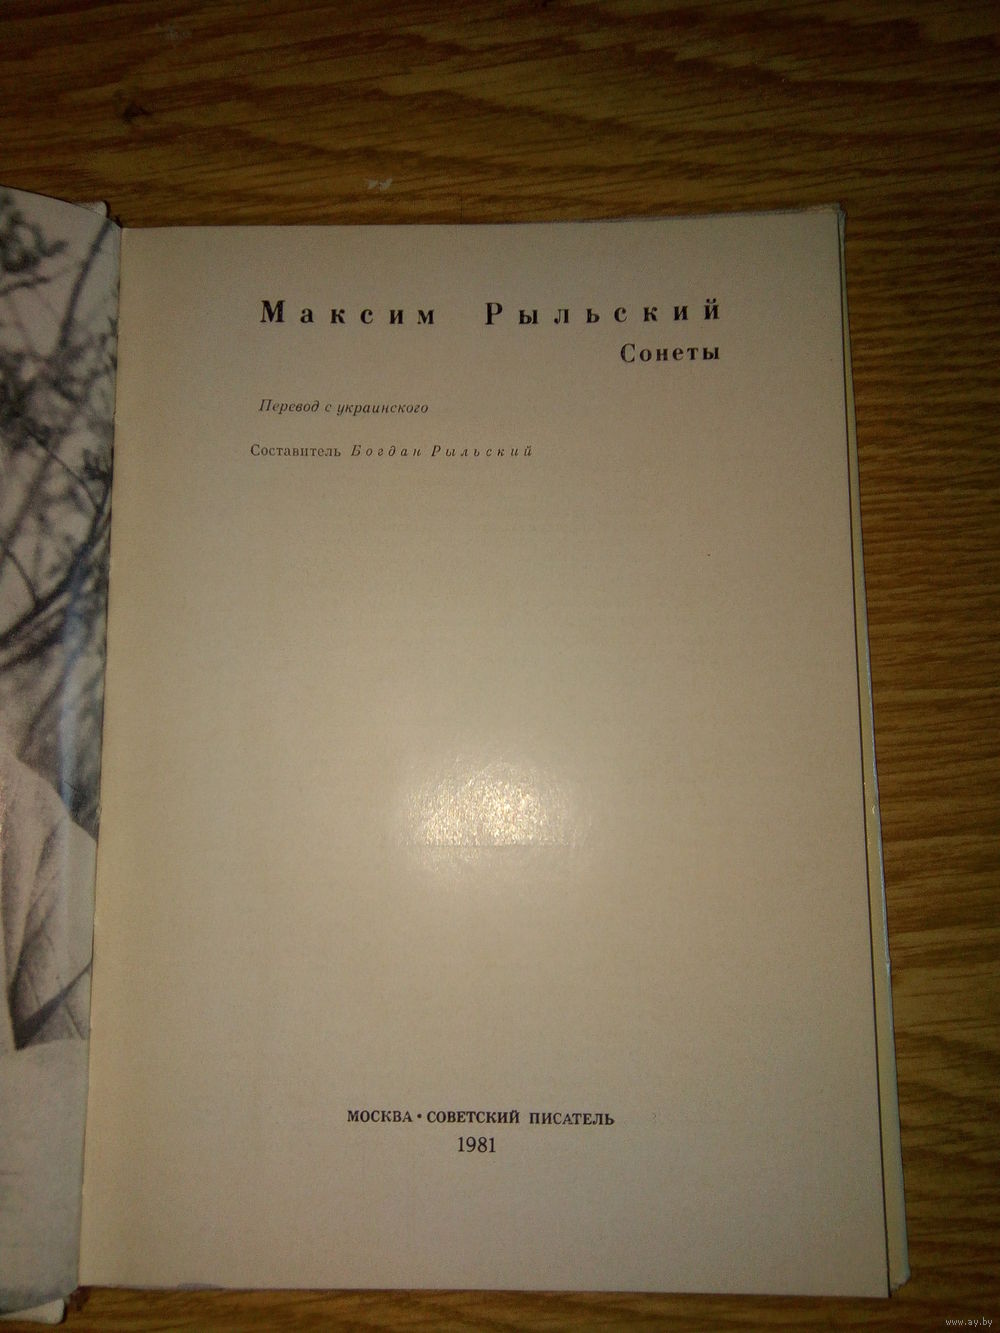 Максим Рыльский
Сонеты
Перевод с украинского
Составитель Богдан Рыльский
МОСКВА • СОВЕТСКИЙ ПИСАТЕЛЬ
1981
www.ay.by